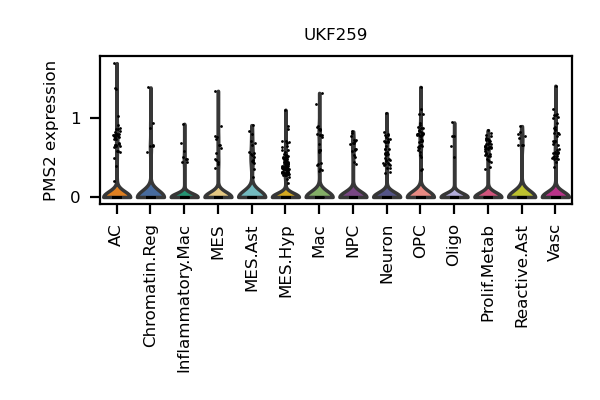 UKF259
PMS2 expression
1
0
AC
Chromatin.Reg
Inflammatory.Mac
MES
MES.Ast
MES.Hyp
Mac
NPC
Neuron
OPC
Oligo
Prolif.Metab
Reactive.Ast
Vasc